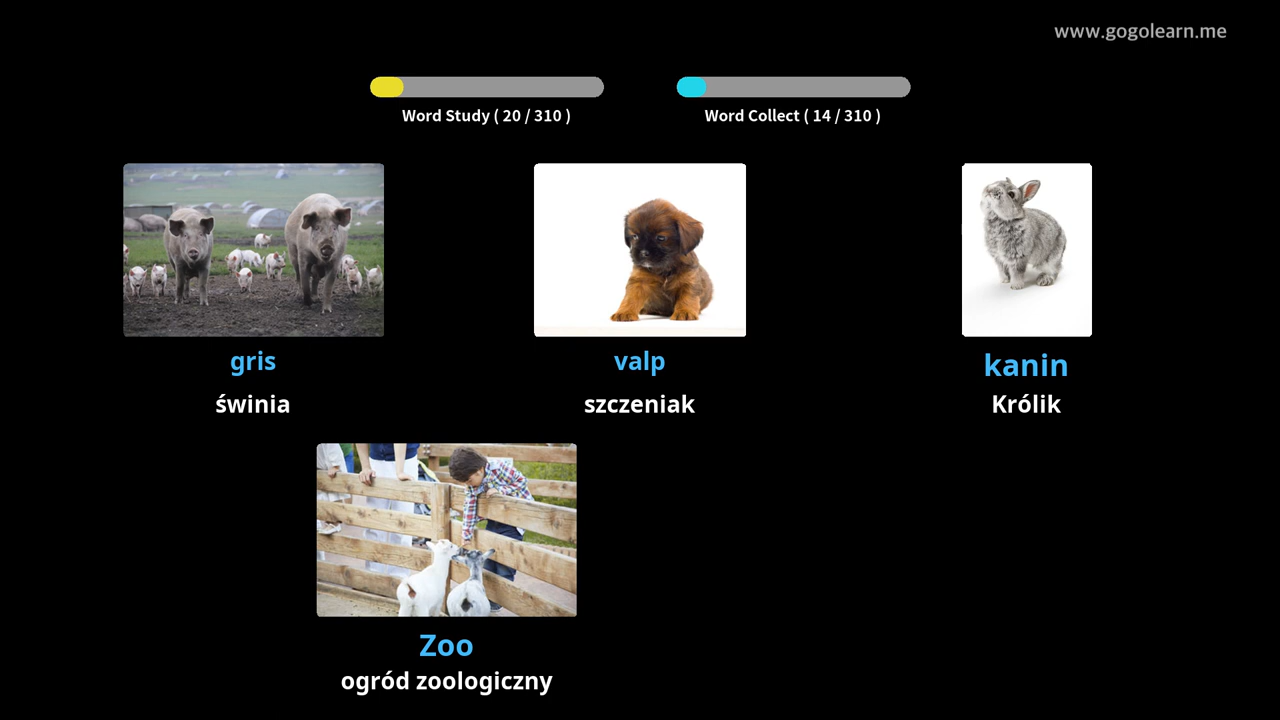 www.gogolearn.me
Word Study ( 20 / 310 )
Word Collect ( 14 / 310 )
gris
valp
kanin
świnia
szczeniak
Królik
Zoo
ogród zoologiczny